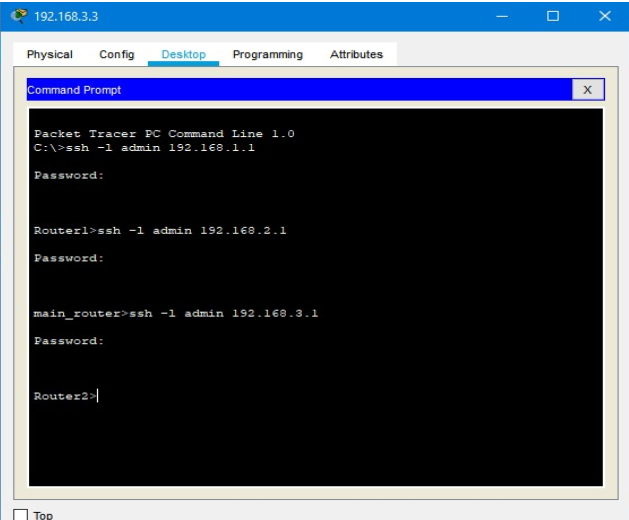 192.168.3.3
Physical Config Desktop Programming Attributes
Command Prompt
X
Packet Tracer PC Command Line 1.0
C:\>ssh -l admin 192.168.1.1
Password:
Router1>ssh -l admin 192.168.2.1
Password:
main_router>ssh -l admin 192.168.3.1
Password:
Router2>
Top